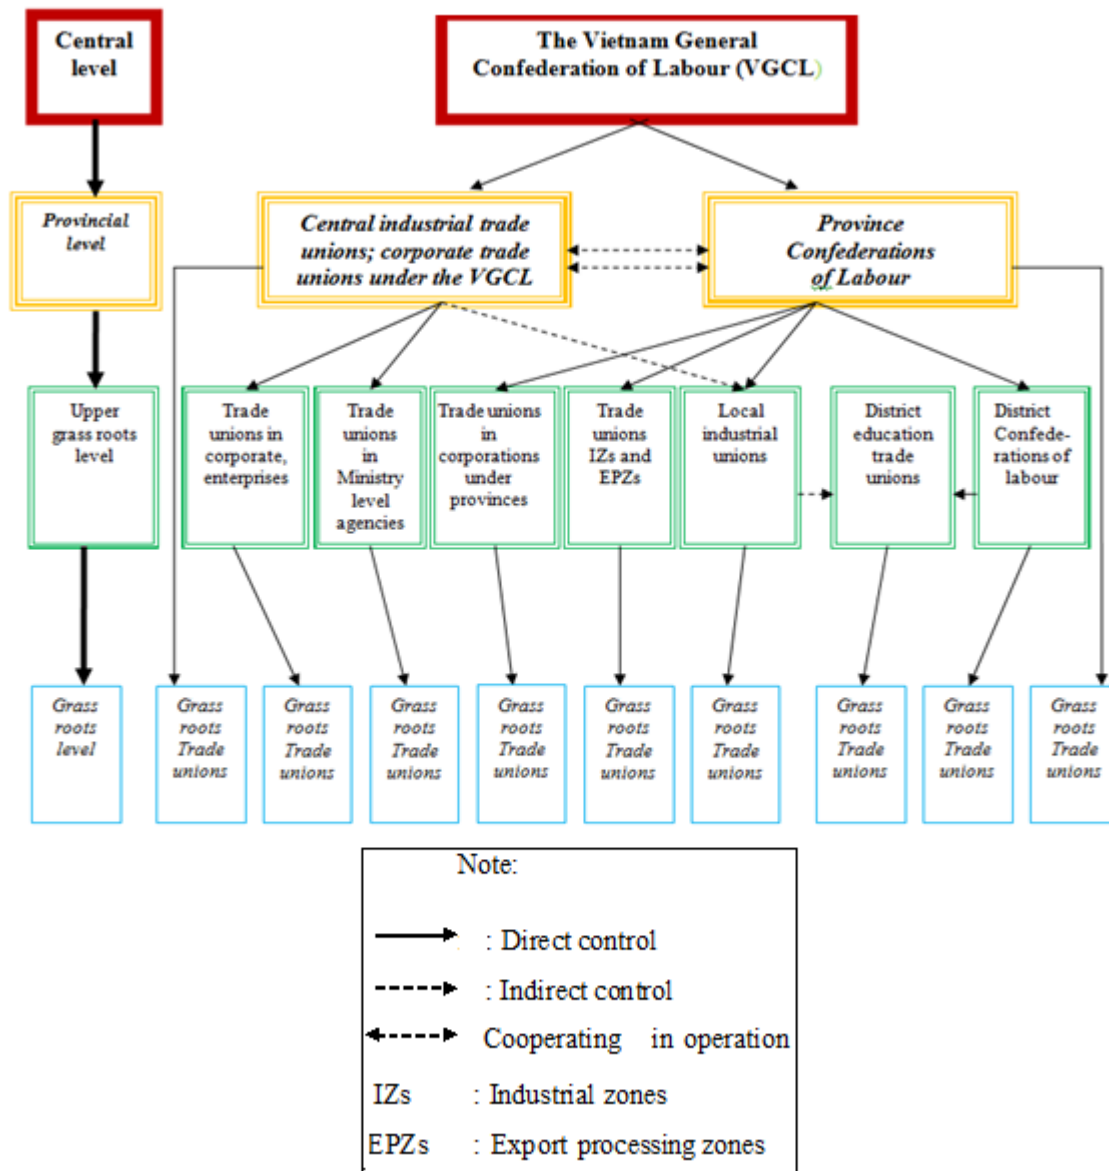 Central
level
The Vietnam General
Confederation of Labour (VGCL)
Provincial
level
Central industrial trade
unions; corporate trade
unions under the VGCL
Province
Confederations
of Labour
Upper
grass roots
level
Trade
unions in
corporate,
enterprises
Trade
unions
in
Ministry
level
agencies
Trade unions
in
corporations
under
provinces
Trade
unions
IZs and
EPZs
Local
industrial
unions
District
education
trade
unions
District
Confede-
rations of
labour
Grass
roots
level
Grass
roots
Trade
unions
Grass
roots
Trade
unions
Grass
roots
Trade
unions
Grass
roots
Trade
unions
Grass
roots
Trade
unions
Grass
roots
Trade
unions
Grass
roots
Trade
unions
Grass
roots
Trade
unions
Grass
roots
Trade
unions
Note:
: Direct control
: Indirect control
Cooperating in operation
IZs : Industrial zones
EPZs : Export processing zones